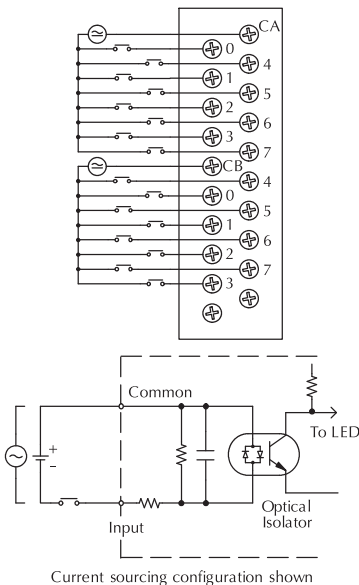 CA
0
4
1
5
2
6
3
7
CB
4
0
5
1
6
2
7
3
Common
+
-
To LED
Input
Optical
Isolator
Current sourcing configuration shown